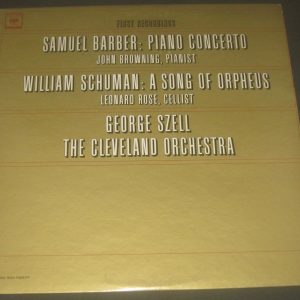 FIRST RECORDINGS
SAMUEL BARBER: PIANO CONCERTO
JOHN BROWNING, PIANIST
WILLIAM SCHUMAN: A SONG OF ORPHEUS
LEONARD ROSE, CELLIST
GEORGE SZELL
THE CLEVELAND ORCHESTRA